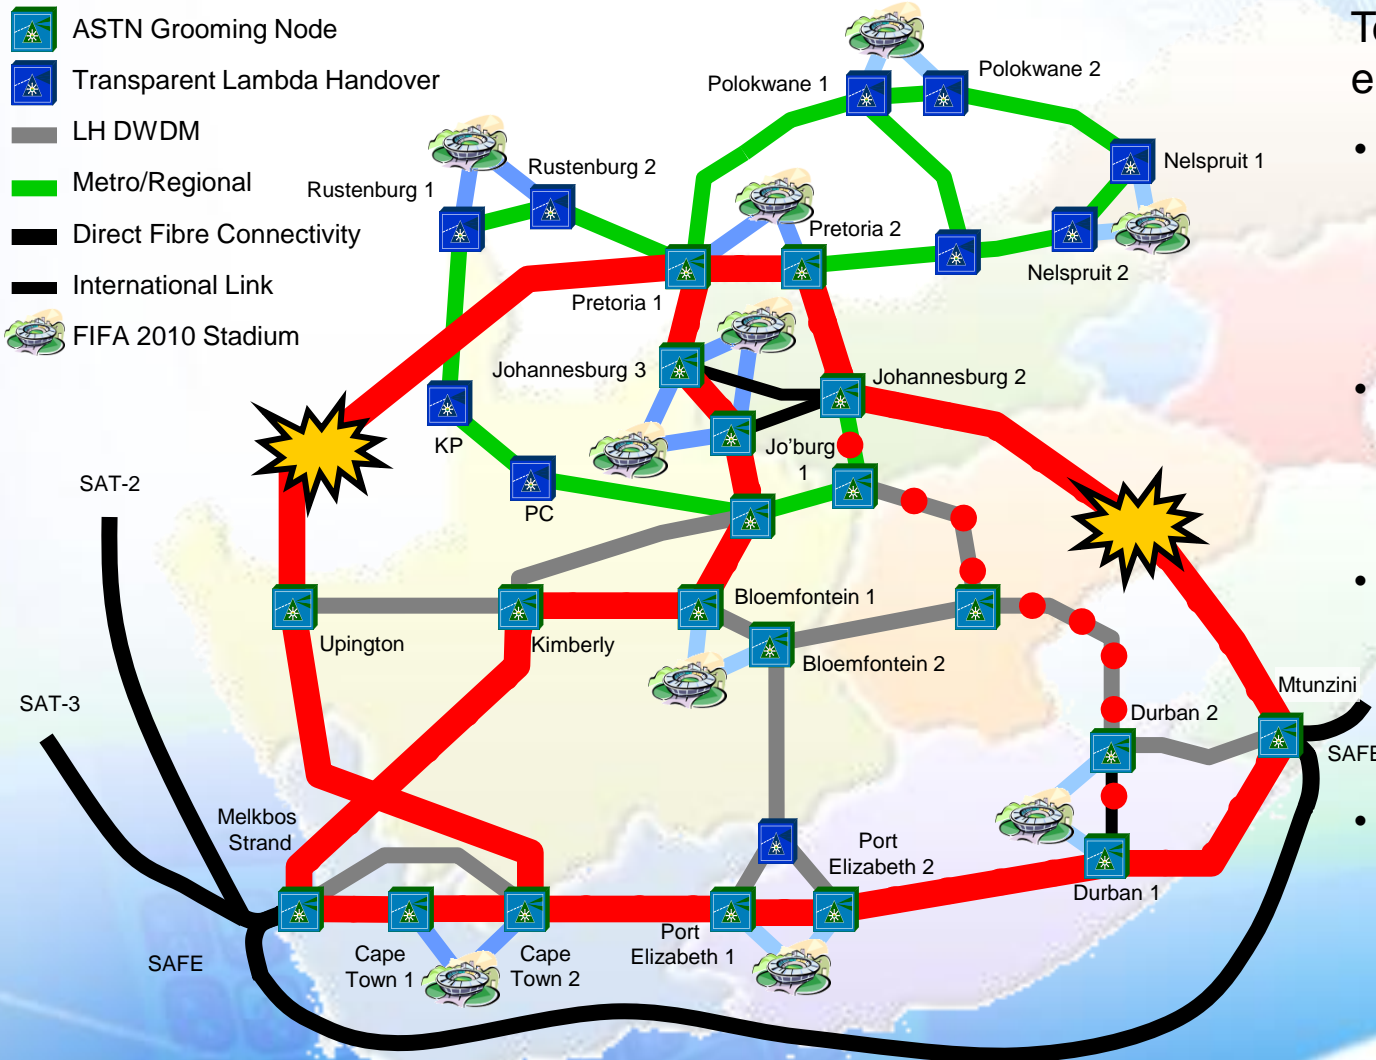 ASTN Grooming Node
Transparent Lambda Handover
LH DWDM
Metro/Regional
Direct Fibre Connectivity
International Link
FIFA 2010 Stadium
Polokwane 1
Polokwane 2
Nelspruit 1
Nelspruit 2
Rustenburg 1
Rustenburg 2
Pretoria 2
Pretoria 1
Johannesburg 3
Johannesburg 2
Jo'burg
1
KP
PC
SAT-2
Upington
Kimberly
Bloemfontein 1
Bloemfontein 2
SAT-3
Mtunzini
Durban 2
SAFE
Melkbos
Strand
Port
Elizabeth 2
Durban 1
Port
Elizabeth 1
Cape
Town 1
Cape
Town 2
SAFE